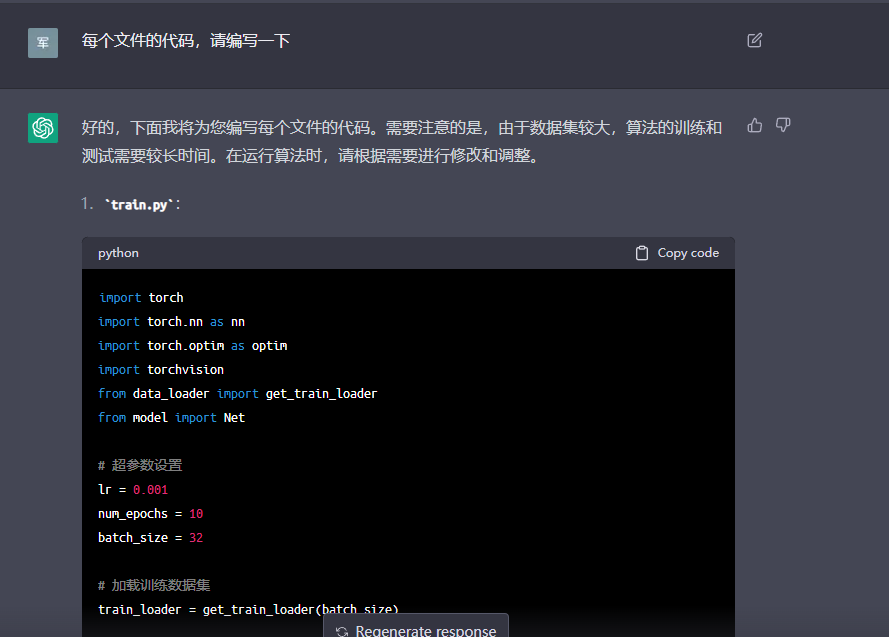 军
每个文件的代码，请编写一下
好的，下面我将为您编写每个文件的代码。需要注意的是，由于数据集较大，算法的训练和
测试需要较长时间。在运行算法时，请根据需要进行修改和调整。
1. `train.py`:
python Copy code
import torch
import torch.nn as nn
import torch.optim as optim
import torchvision
from data_loader import get_train_loader
from model import Net
# 超参数设置
lr = 0.001
num_epochs = 10
batch_size = 32
# 加载训练数据集
train_loader = get_train_loader(batch_size)
Regenerate response